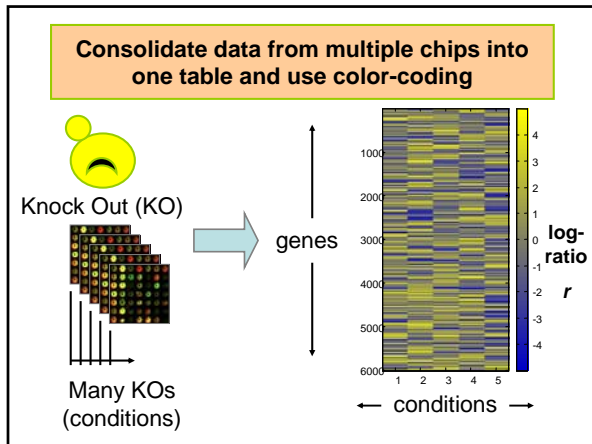 Consolidate data from multiple chips into
one table and use color-coding
Knock Out (KO)
genes
Many KOs
(conditions)
1000
2000
3000
4000
5000
6000
1 2 3 4 5
conditions
4
3
2
1
0
-1
-2
-3
-4
log-
ratio
r